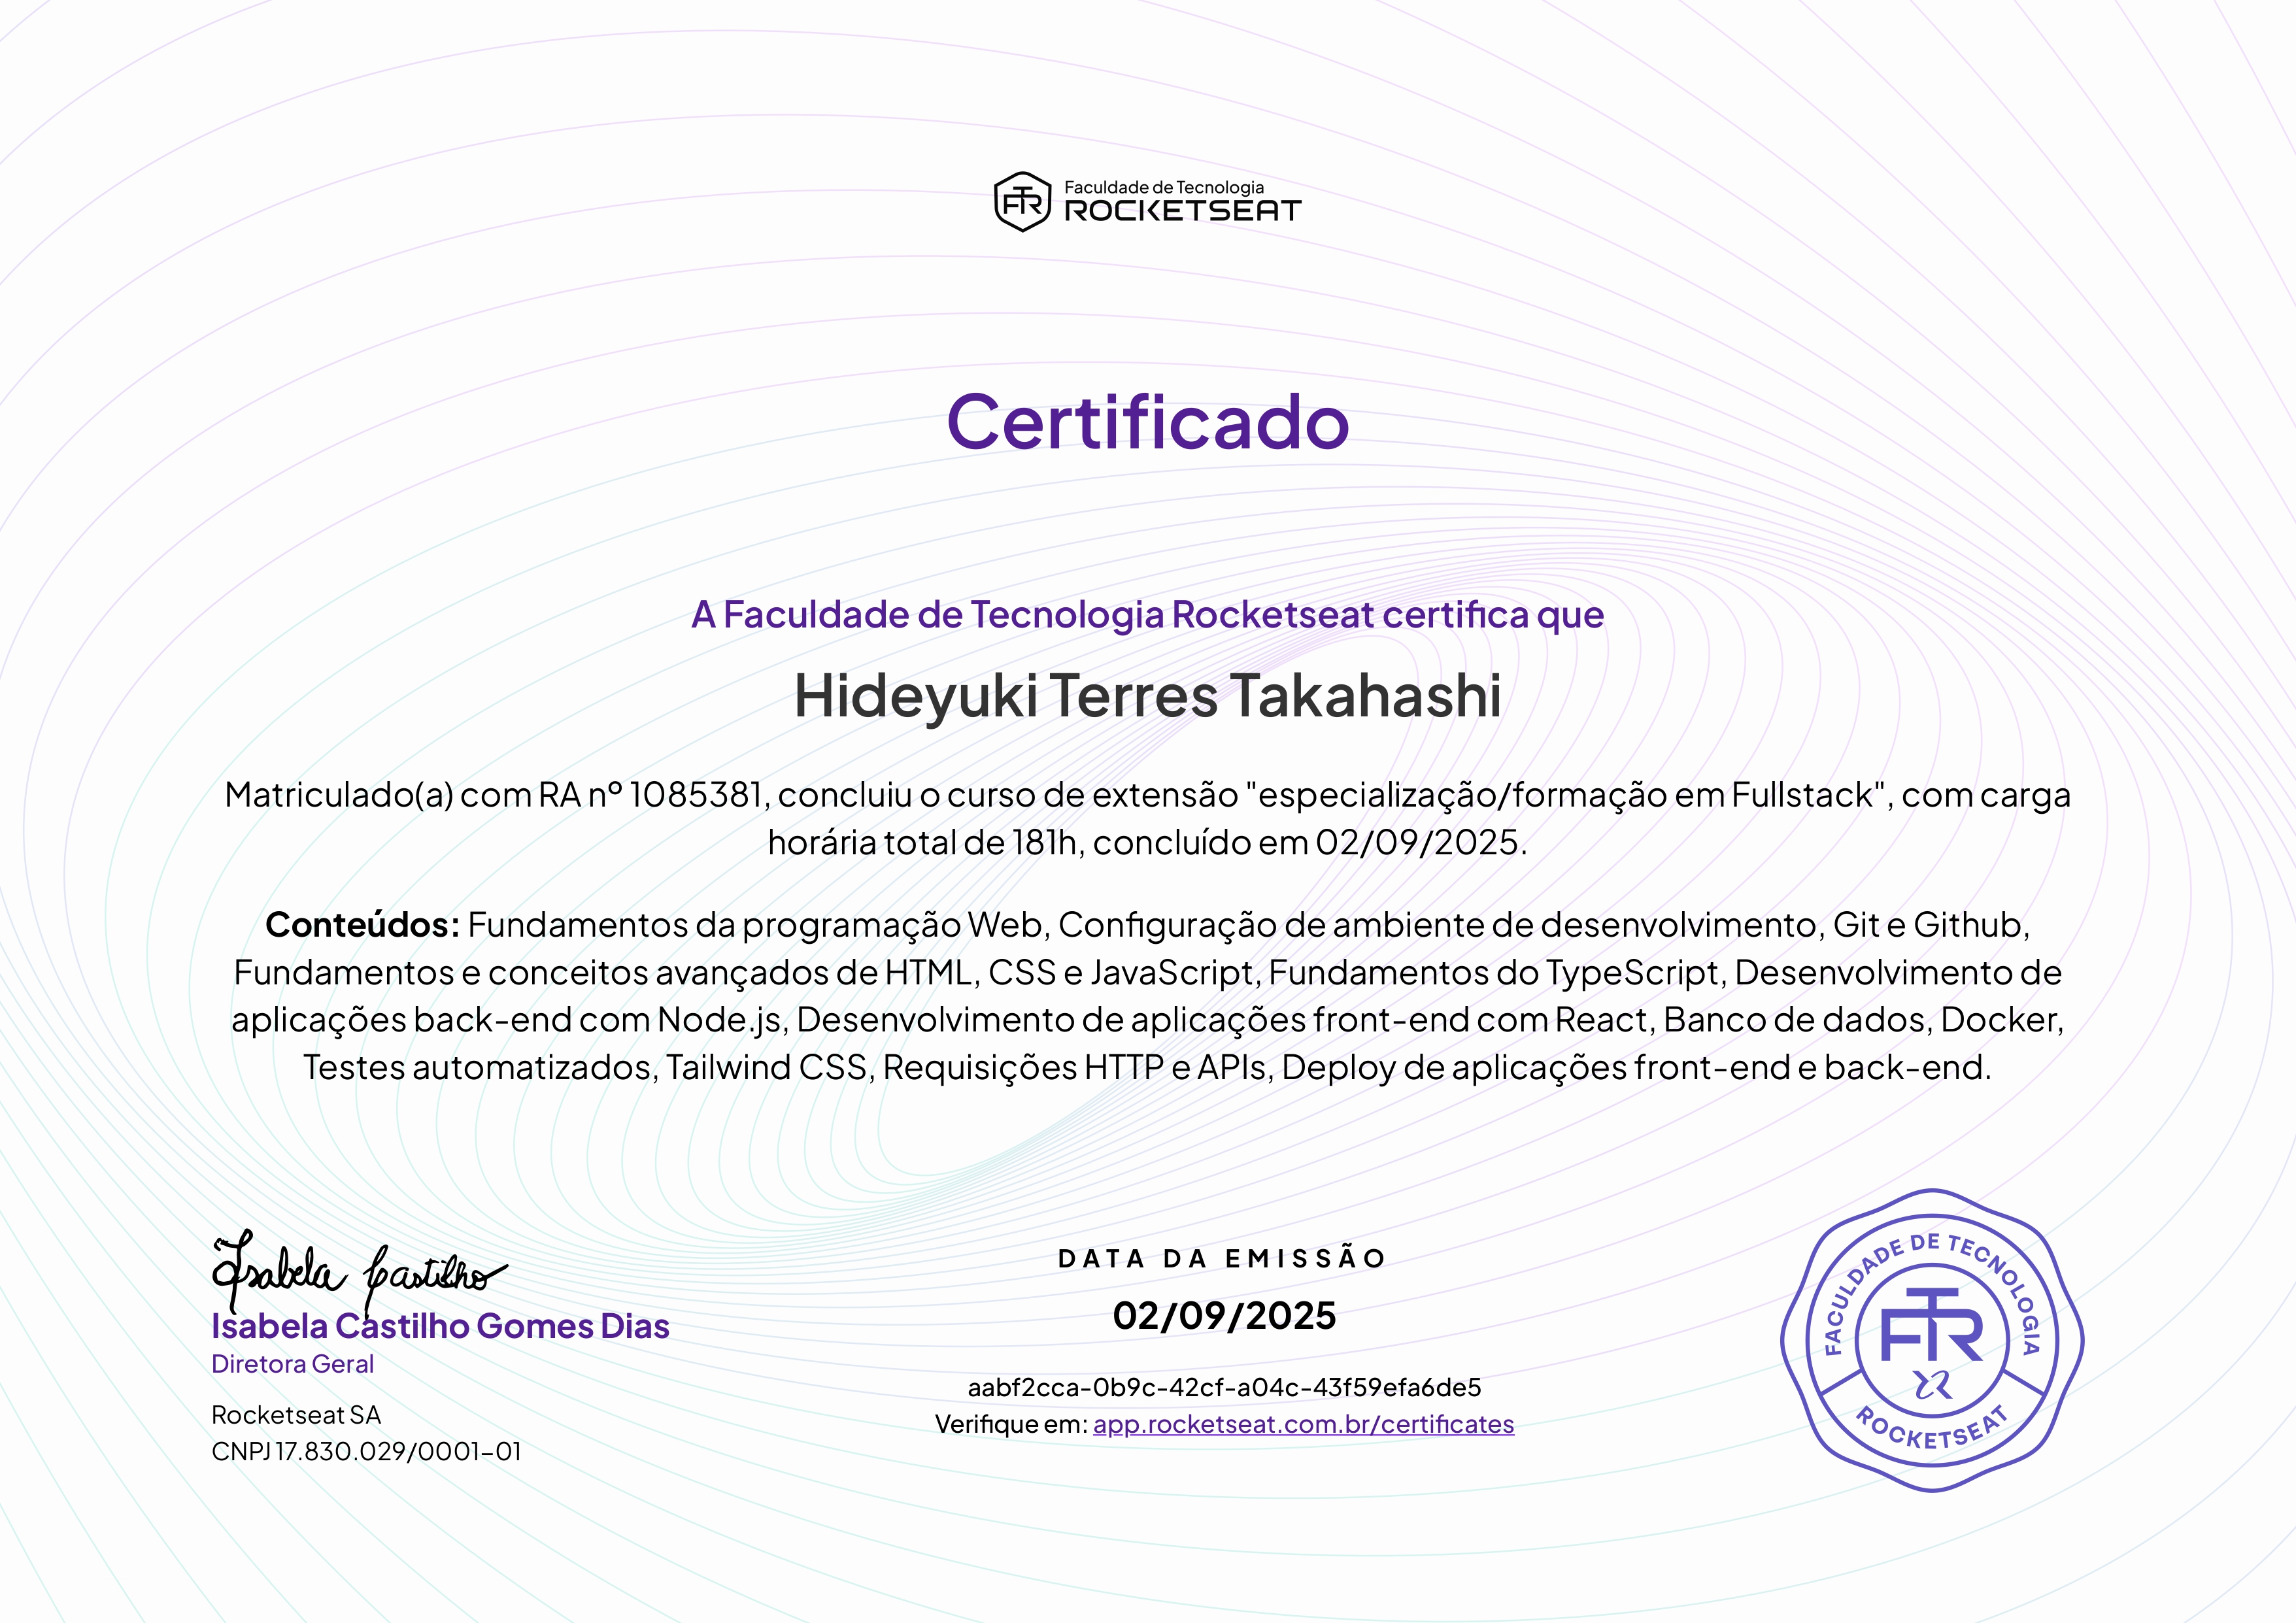 Faculdade de Tecnologia
ROCKETSEAT
Certificado
A Faculdade de Tecnologia Rocketseat certifica que
Hideyuki Terres Takahashi
Matriculado(a) com RA nº 1085381, concluiu o curso de extensão "especialização/formação em Fullstack", com carga
horária total de 181h, concluído em 02/09/2025.
Conteúdos: Fundamentos da programação Web, Configuração de ambiente de desenvolvimento, Git e Github,
Fundamentos e conceitos avançados de HTML, CSS e JavaScript, Fundamentos do TypeScript, Desenvolvimento de
aplicações back-end com Node.js, Desenvolvimento de aplicações front-end com React, Banco de dados, Docker,
Testes automatizados, Tailwind CSS, Requisições HTTP e APIs, Deploy de aplicações front-end e back-end.
Isabela Castilho
Isabela Castilho Gomes Dias
Diretora Geral
Rocketseat SA
CNPJ 17.830.029/0001-01
DATA DA EMISSÃO
02/09/2025
aabf2cca-0b9c-42cf-a04c-43f59efa6de5
Verifique em: app.rocketseat.com.br/certificates
FACULDADE DE TECNOLOGIA
FTR
ROCKETSEAT